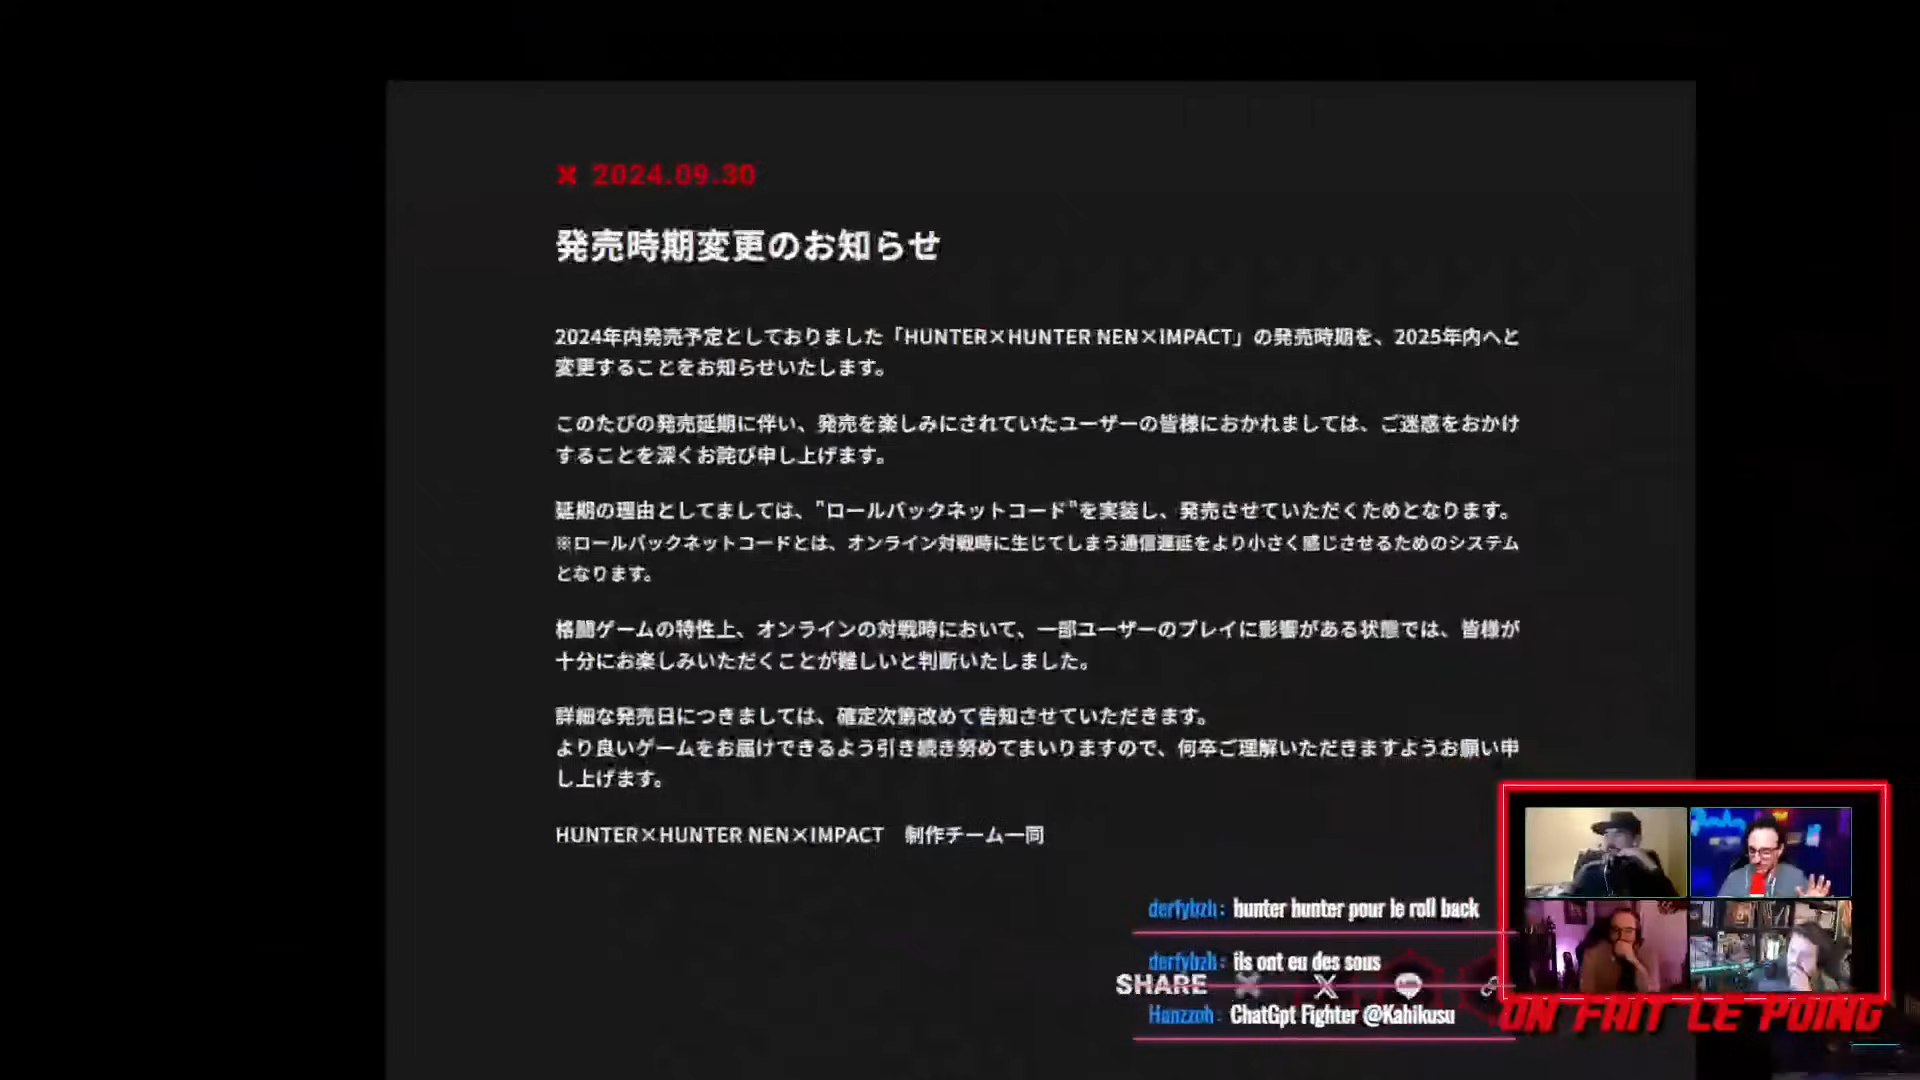 2024.09.30
発売時期変更のお知らせ
2024年内発売予定としておりました「HUNTER×HUNTER NEN×IMPACT」の発売時期を、2025年内へと
変更することをお知らせいたします。
このたびの発売延期に伴い、発売を楽しみにされていたユーザーの皆様におかれましては、ご迷惑をおかけ
することを深くお詫び申し上げます。
延期の理由としてましては、"ロールバックネットコード"を実装し、発売させていただくためとなります。
※ロールバックネットコードとは、オンライン対戦時に生じてしまう通信遅延をより小さく感じさせるためのシステム
となります。
格闘ゲームの特性上、オンラインの対戦時において、一部ユーザーのプレイに影響がある状態では、皆様が
十分にお楽しみいただくことが難しいと判断いたしました。
詳細な発売日につきましては、確定次第改めて告知させていただきます。
より良いゲームをお届けできるよう引き続き努めてまいりますので、何卒ご理解いただきますようお願い申
し上げます。
HUNTER×HUNTER NEN×IMPACT 制作チーム一同
derfybzh: hunter hunter pour le roll back
derfybzh: ils ont eu des sous
SHARE
Hanzzoh: ChatGpt Fighter @Kahikusu
ON FAIT LE POING